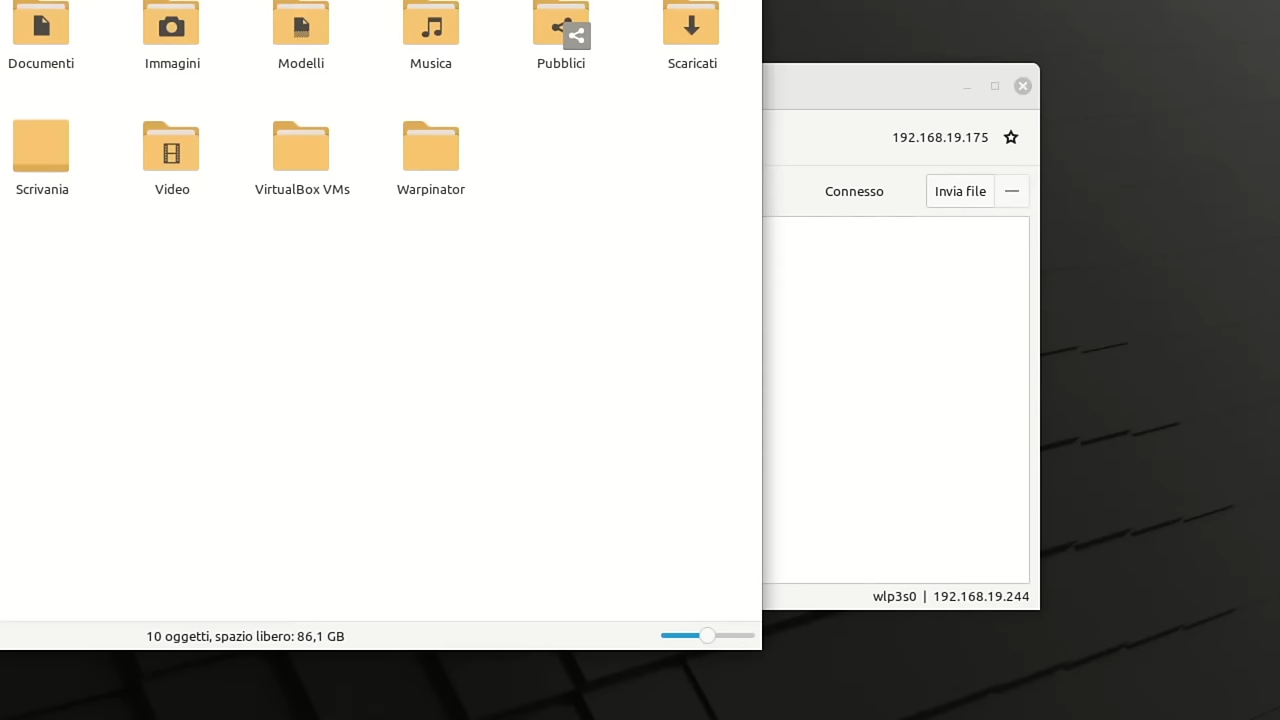 Documenti
Immagini
Modelli
Musica
Pubblici
Scaricati
Scrivania
Video
VirtualBox VMs
Warpinator
10 oggetti, spazio libero: 86,1 GB
192.168.19.175
Connesso
Invia file
wlp3s0 | 192.168.19.244